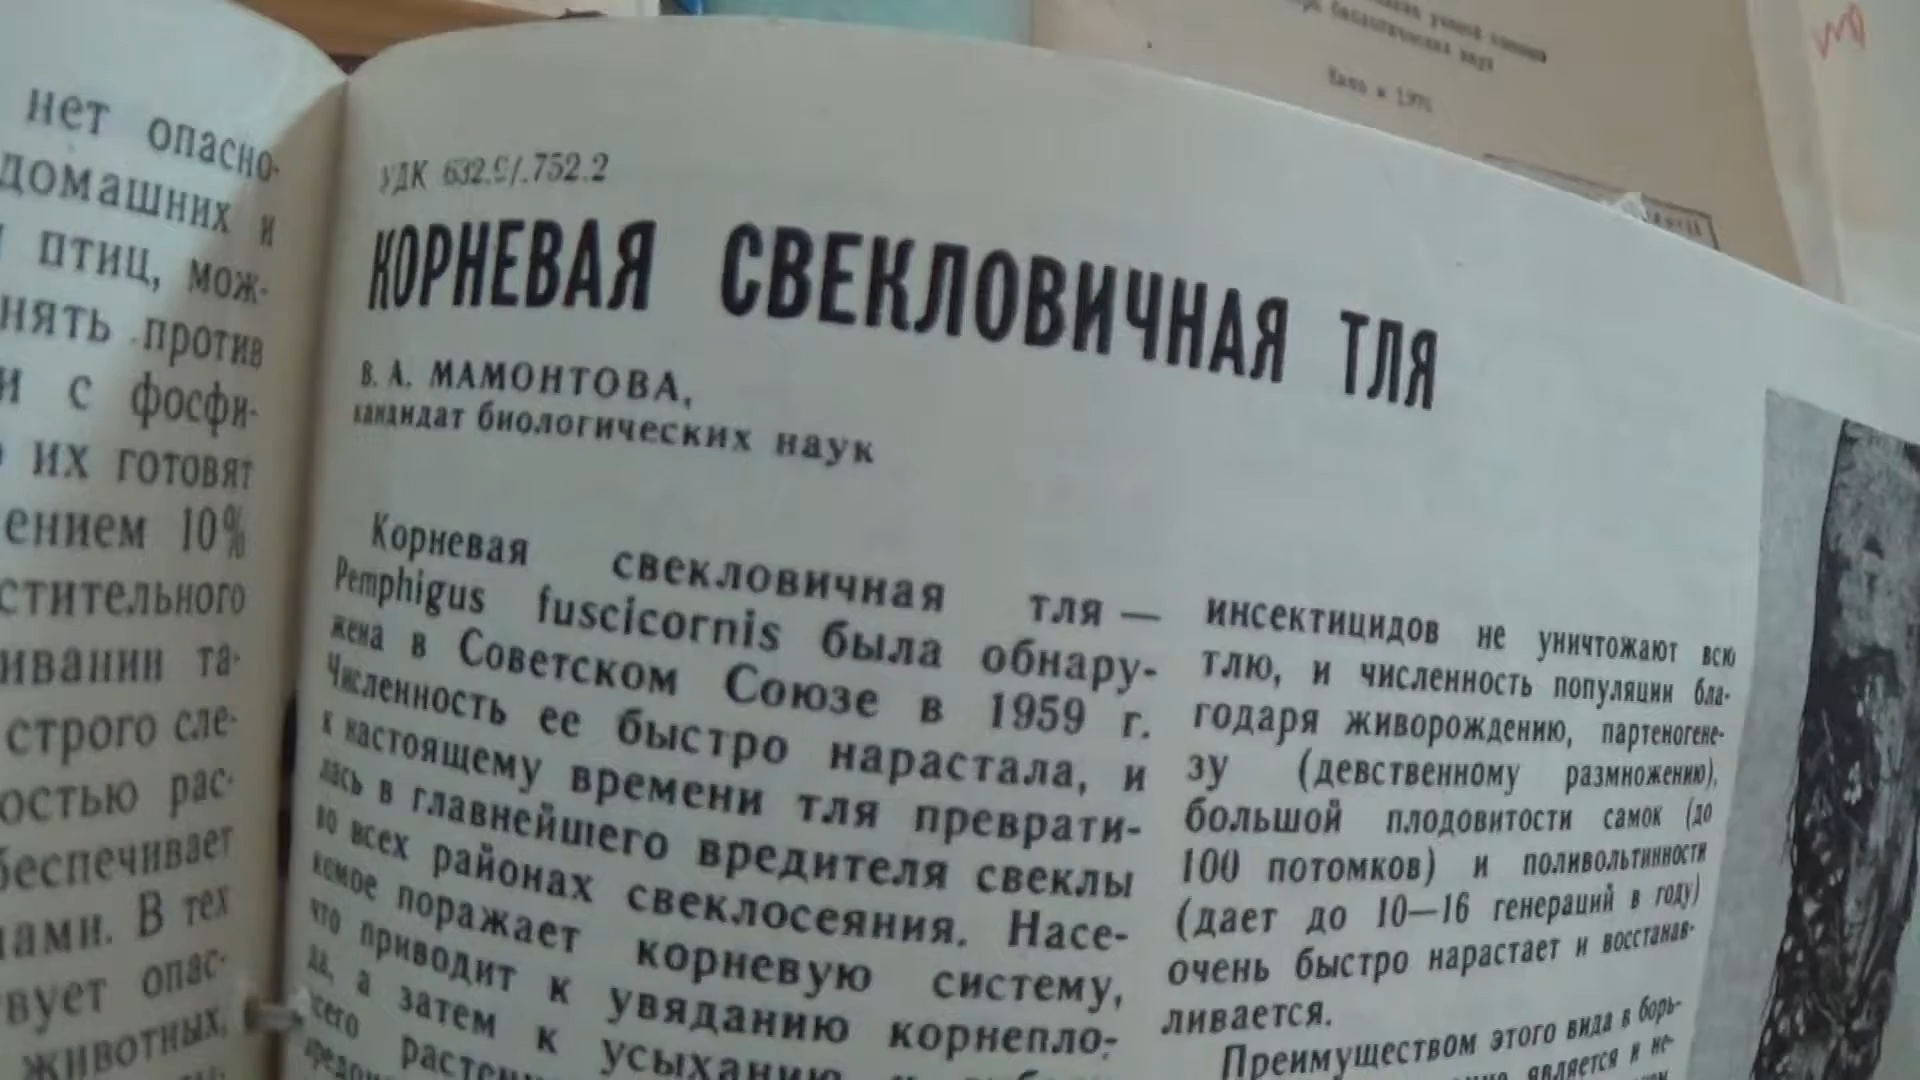 нет опасно-
домашних и
птиц, мож-
нять против
и с фосфи-
их готовят
ением 10%
стительного
ивании та-
строго сле-
остью рас-
беспечивает
ами. В тех
вует опас-
животных,
УДК 632.9/.752.2
КОРНЕВАЯ СВЕКЛОВИЧНАЯ ТЛЯ
В. А. МАМОНТОВА,
кандидат биологических наук
Корневая свекловичная тля —
Pemphigus fuscicornis была обнару-
жена в Советском Союзе в 1959 г.
Численность ее быстро нарастала, и
к настоящему времени тля преврати-
лась в главнейшего вредителя свеклы
во всех районах свеклосеяния. Насе-
комое поражает корневую систему,
что приводит к увяданию корнепло-
да, а затем к усыханию
всего
инсектицидов не уничтожают всю
тлю, и численность популяции бла-
годаря живорождению, партеногене-
зу (девственному размножению),
большой плодовитости самок (до
100 потомков) и поливольтинности
(дает до 10—16 генераций в году)
очень быстро нарастает и восстанав-
ливается.
Преимуществом этого вида в борь-
является и не-